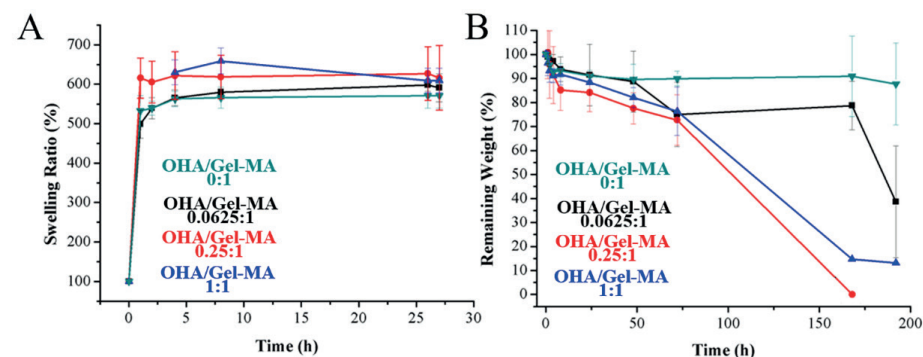 A
Swelling Ratio (%)
700
600
500
400
300
200
100
OHA/Gel-MA
0:1
OHA/Gel-MA
0.0625:1
OHA/Gel-MA
0.25:1
OHA/Gel-MA
1:1
0 5 10 15 20 25 30
Time (h)
B
Remaining Weight (%)
110
100
90
80
70
60
50
40
30
20
10
0
OHA/Gel-MA
0:1
OHA/Gel-MA
0.0625:1
OHA/Gel-MA
0.25:1
OHA/Gel-MA
1:1
0 50 100 150 200
Time (h)